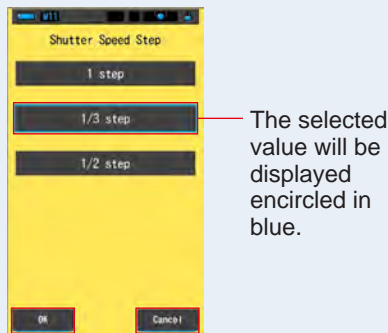 Shutter Speed Step
1 step
1/3 step
1/2 step
OK
Cancel
The selected
value will be
displayed
encircled in
blue.